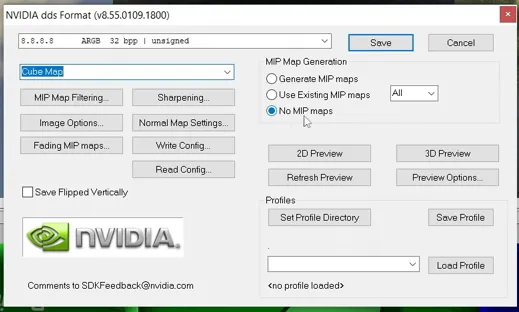 NVIDIA dds Format (v8.55.0109.1800)
8.8.8.8 ARGB 32 bpp | unsigned
Save
Cancel
Cube Map
MIP Map Generation
Generate MIP maps
Use Existing MIP maps
All
No MIP maps
MIP Map Filtering...
Sharpening...
Image Options...
Normal Map Settings...
Fading MIP maps...
Write Config...
Read Config...
2D Preview
3D Preview
Refresh Preview
Preview Options...
Save Flipped Vertically
Profiles
Set Profile Directory
Save Profile
.
Load Profile
<no profile loaded>
nVIDIA.
Comments to SDKFeedback@nvidia.com